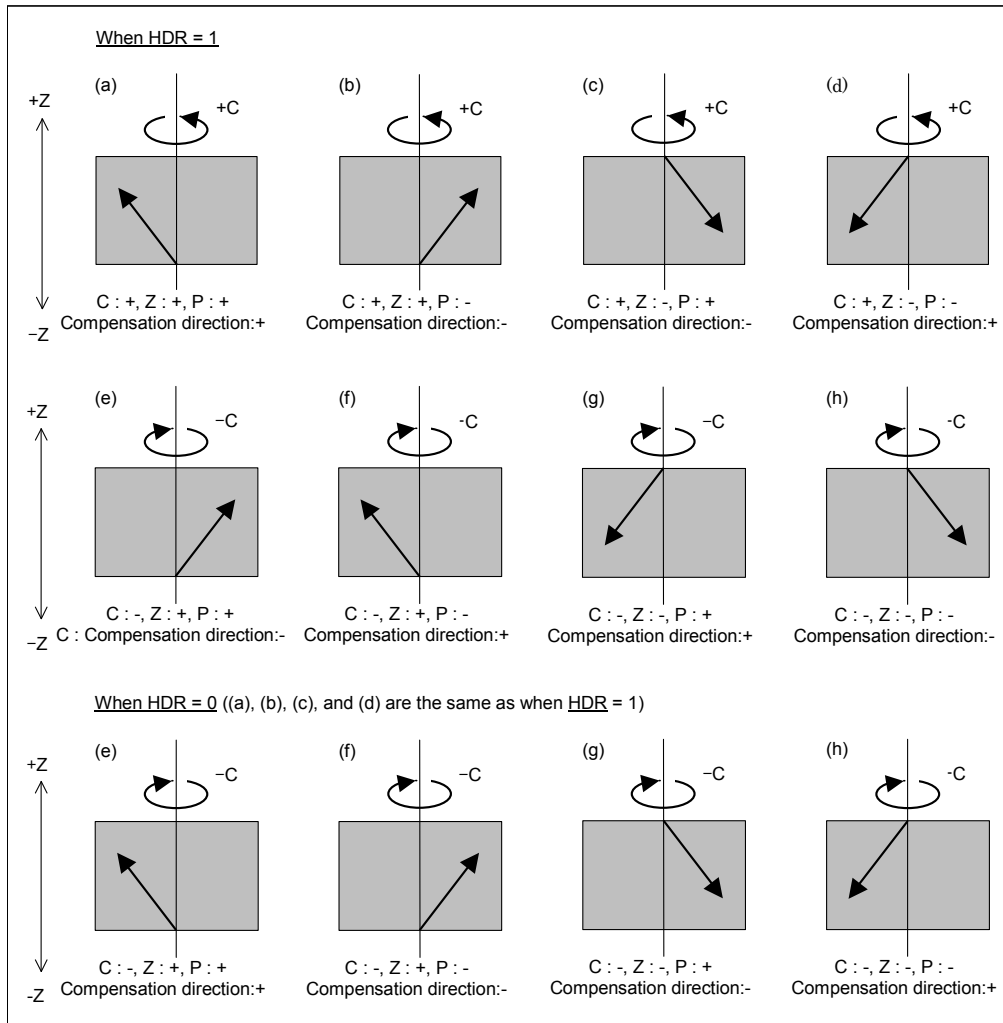 When HDR = 1
(a) (b) (c) (d)
+Z
+C +C +C +C
C : +, Z : +, P : + C : +, Z : +, P : - C : +, Z : -, P : + C : +, Z : -, P : -
Compensation direction:+ Compensation direction:- Compensation direction:- Compensation direction:+
−Z
(e) (f) (g) (h)
+Z
−C -C −C -C
C : -, Z : +, P : + C : -, Z : +, P : - C : -, Z : -, P : + C : -, Z : -, P : -
C : Compensation direction:- Compensation direction:+ Compensation direction:+ Compensation direction:-
−Z
When HDR = 0 ((a), (b), (c), and (d) are the same as when HDR = 1)
(e) (f) (g) (h)
+Z
−C −C −C -C
C : -, Z : +, P : + C : -, Z : +, P : - C : -, Z : -, P : + C : -, Z : -, P : -
Compensation direction:+ Compensation direction:- Compensation direction:- Compensation direction:+
-Z